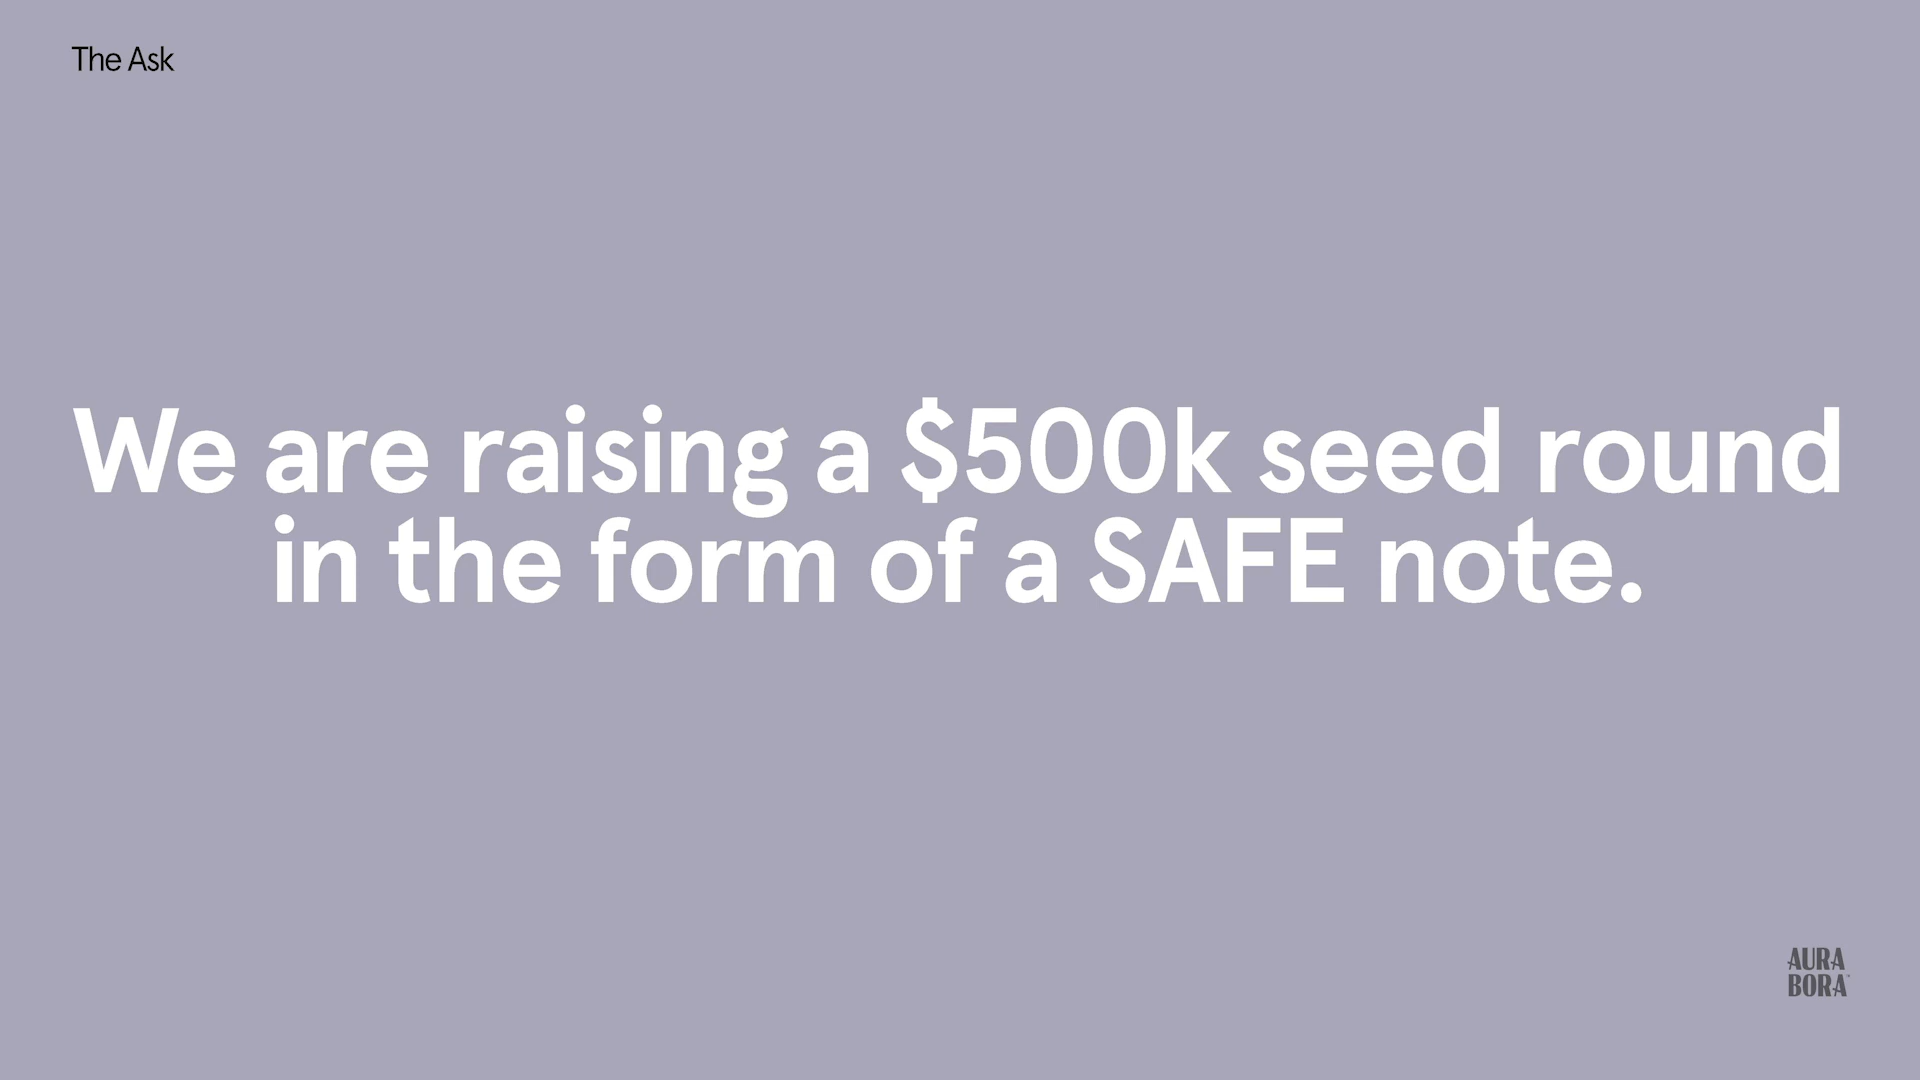 The Ask
We are raising a $500k seed round
in the form of a SAFE note.
AURA
BORA